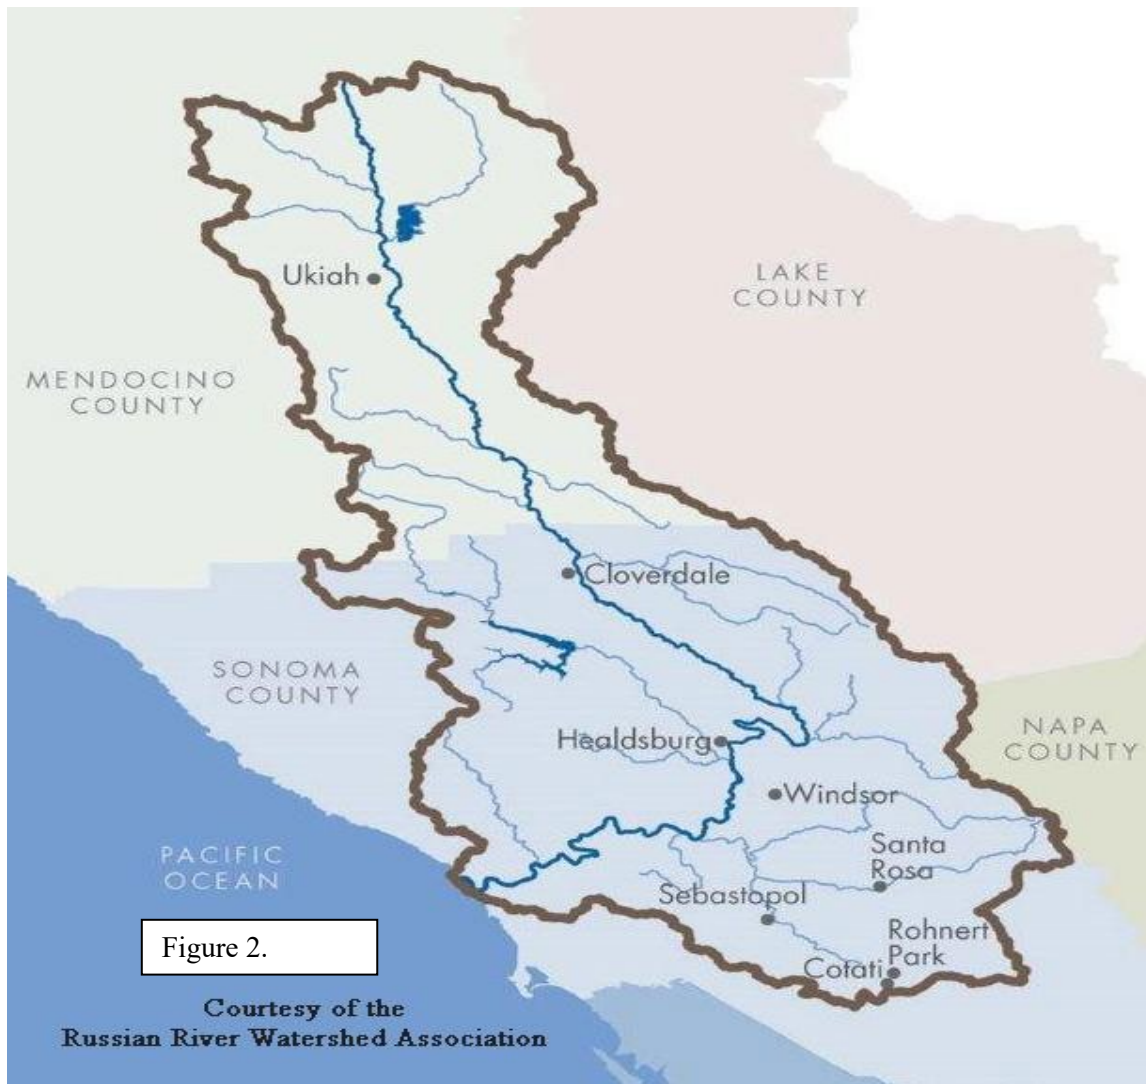 LAKE
COUNTY
Ukiah
MENDOCINO
COUNTY
Cloverdale
SONOMA
COUNTY
NAPA
COUNTY
Healdsburg
Windsor
Santa
Rosa
PACIFIC
OCEAN
Sebastopol
Rohnert
Park
Cotati
Figure 2.
Courtesy of the
Russian River Watershed Association